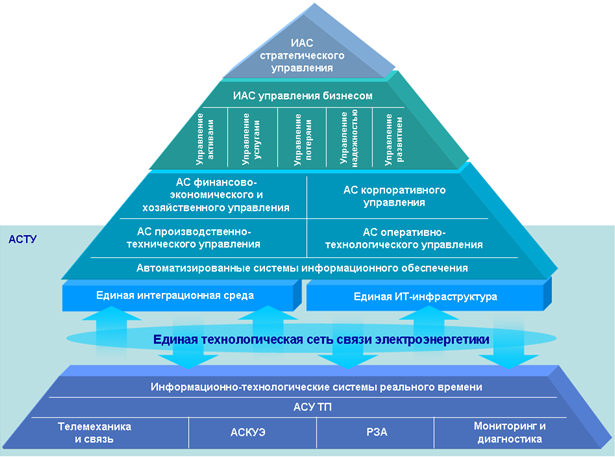 ИАС
стратегического
управления
ИАС управления бизнесом
Управление
активами
Управление
услугами
Управление
потерями
Управление
надежностью
Управление
развитием
АС финансово-
экономического и
хозяйственного управления
АС корпоративного
управления
АС производственно-
технического управления
АС оперативно-
технологического управления
АСТУ
Автоматизированные системы информационного обеспечения
Единая интеграционная среда
Единая ИТ-инфраструктура
Единая технологическая сеть связи электроэнергетики
Информационно-технологические системы реального времени
АСУ ТП
Телемеханика
и связь
АСКУЭ
РЗА
Мониторинг и
диагностика